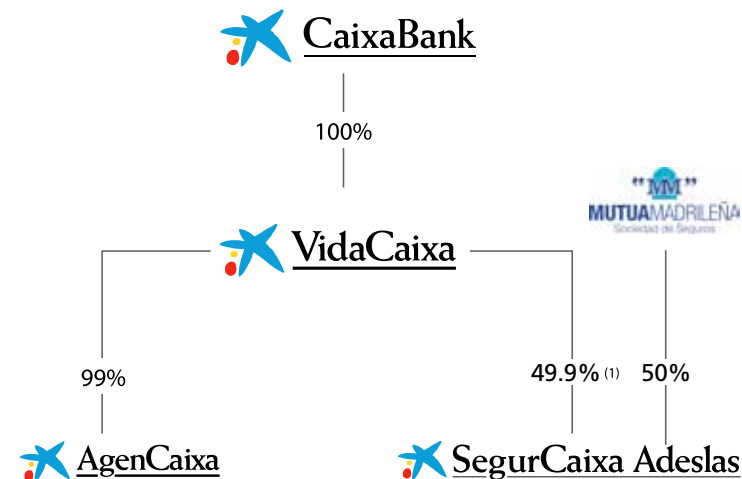 CaixaBank
100%
“MM”
MUTUAMADRILEÑA
Sociedad de Seguros
VidaCaixa
99%
49.9% (1)
50%
AgenCaixa
SegurCaixa Adeslas